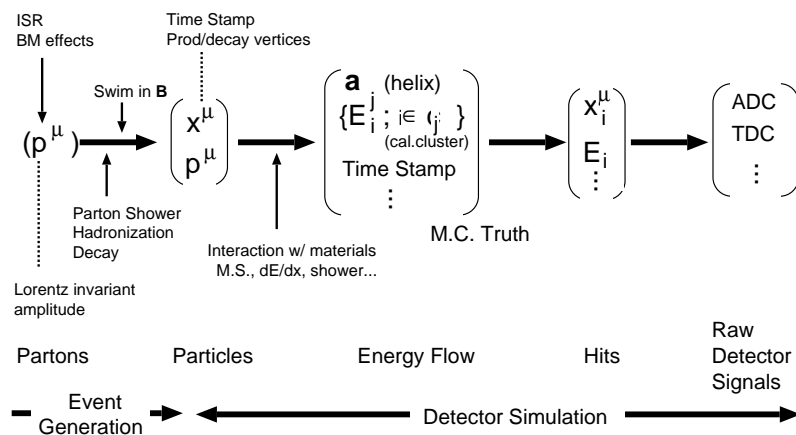 ISR
BM effects
Time Stamp
Prod/decay vertices
Swim in B
(p^μ)
x^μ
p^μ
a (helix)
{E_i^j ; i∈ c_j }
(cal.cluster)
Time Stamp
⋮
x_i^μ
E_i
⋮
ADC
TDC
⋮
Parton Shower
Hadronization
Decay
Interaction w/ materials
M.S., dE/dx, shower...
M.C. Truth
Lorentz invariant
amplitude
Partons
Particles
Energy Flow
Hits
Raw
Detector
Signals
Event
Generation
Detector Simulation